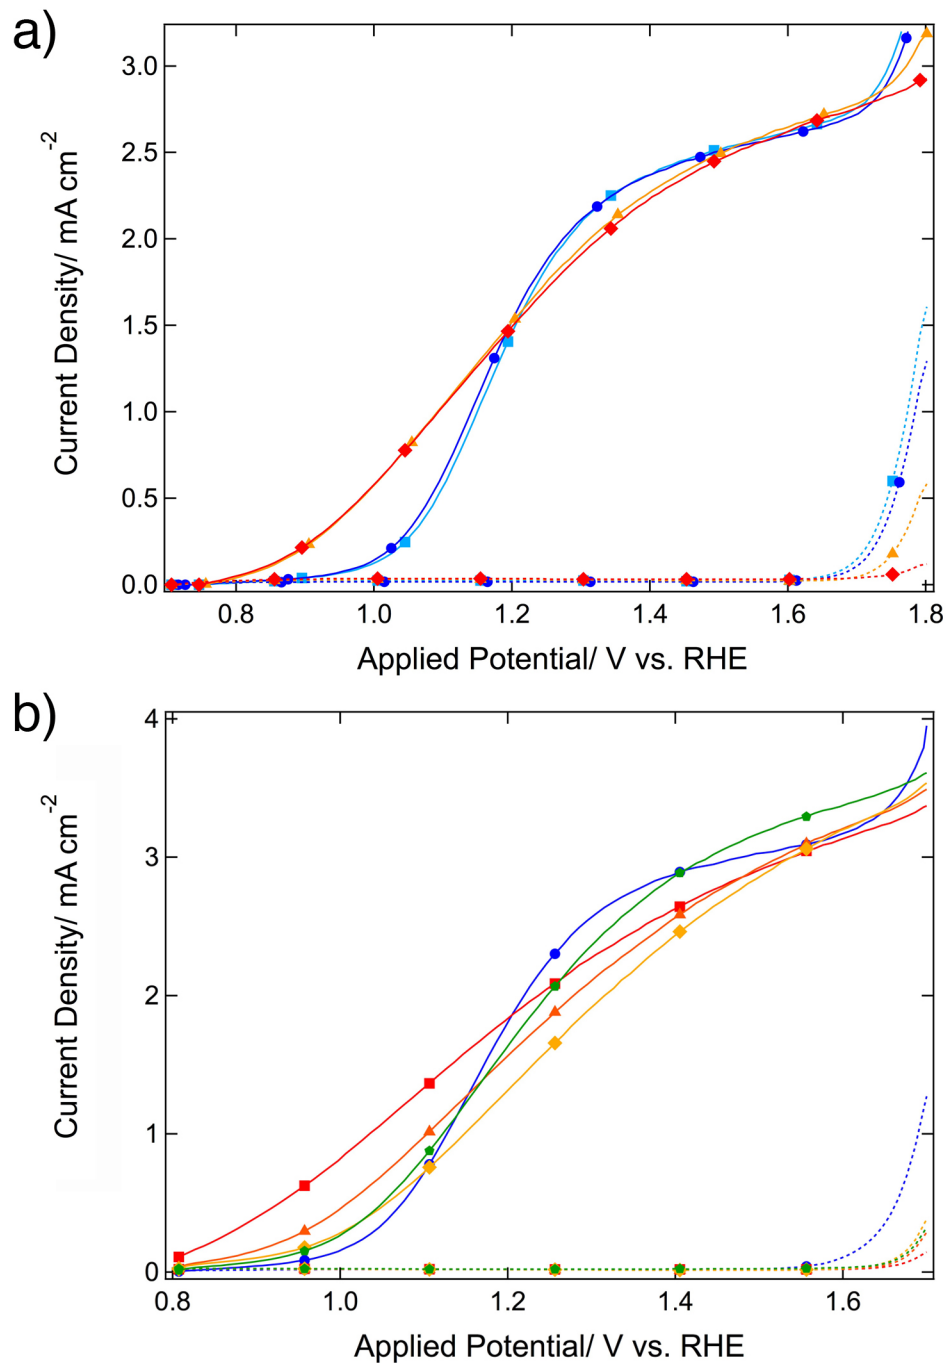 a)
3.0
2.5
2.0
1.5
1.0
0.5
0.0
Current Density/ mA cm-2
0.8 1.0 1.2 1.4 1.6 1.8
Applied Potential/ V vs. RHE
b)
4
3
2
1
0
Current Density/ mA cm-2
0.8 1.0 1.2 1.4 1.6
Applied Potential/ V vs. RHE